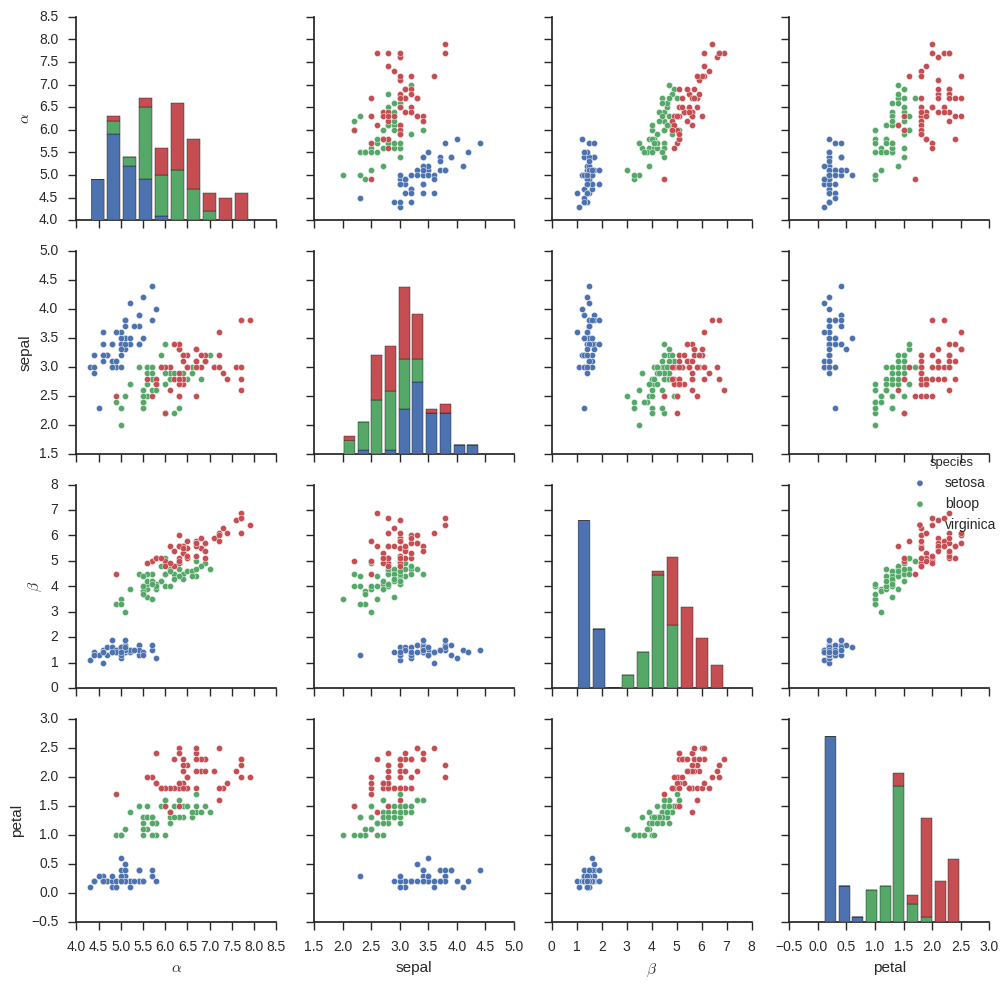 8.5
8.0
7.5
7.0
6.5
6.0
5.5
5.0
4.5
4.0
α
5.0
4.5
4.0
3.5
3.0
2.5
2.0
1.5
sepal
species
setosa
bloop
virginica
8
7
6
5
4
3
2
1
0
β
3.0
2.5
2.0
1.5
1.0
0.5
0.0
−0.5
petal
4.0 4.5 5.0 5.5 6.0 6.5 7.0 7.5 8.0 8.5
1.5 2.0 2.5 3.0 3.5 4.0 4.5 5.0
0 1 2 3 4 5 6 7 8
−0.5 0.0 0.5 1.0 1.5 2.0 2.5 3.0
α
sepal
β
petal